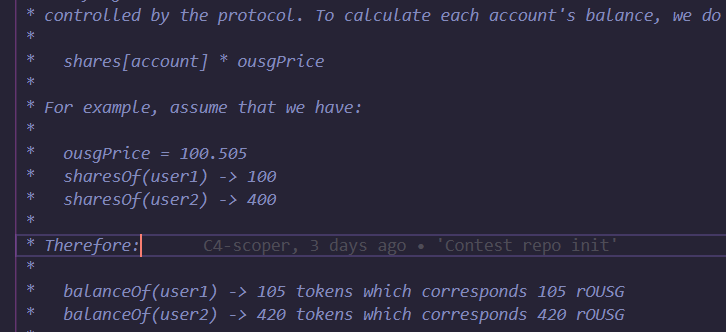 * controlled by the protocol. To calculate each account's balance, we do
*
* shares[account] * ousgPrice
*
* For example, assume that we have:
*
* ousgPrice = 100.505
* sharesOf(user1) -> 100
* sharesOf(user2) -> 400
*
* Therefore: C4-scoper, 3 days ago • 'Contest repo init'
*
* balanceOf(user1) -> 105 tokens which corresponds 105 rOUSG
* balanceOf(user2) -> 420 tokens which corresponds 420 rOUSG